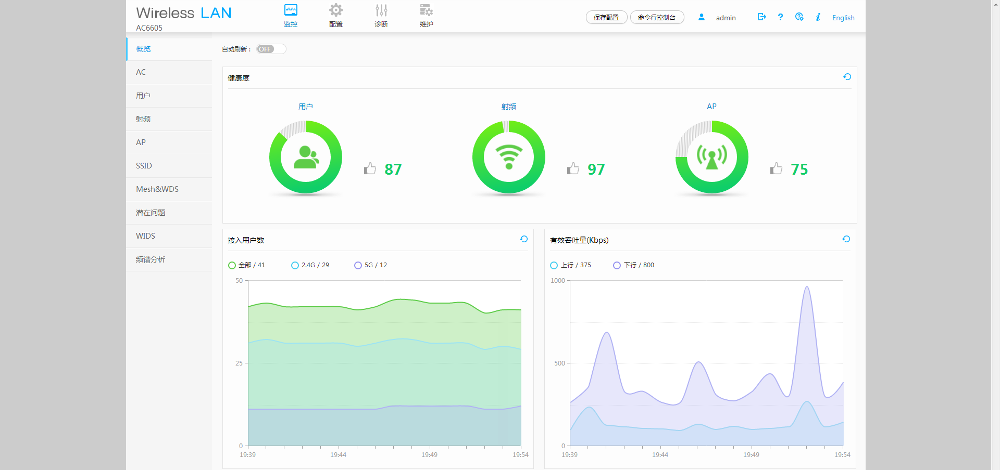 Wireless LAN
AC6605
监控
配置
诊断
维护
保存配置
命令行控制台
admin
English
概览
AC
用户
射频
AP
SSID
Mesh&WDS
潜在问题
WIDS
频谱分析
自动刷新：
OFF
健康度
用户
87
射频
97
AP
75
接入用户数
全部 / 41
2.4G / 29
5G / 12
50
25
0
19:39
19:44
19:49
19:54
有效吞吐量(Kbps)
上行 / 375
下行 / 800
1000
500
0
19:39
19:44
19:49
19:54